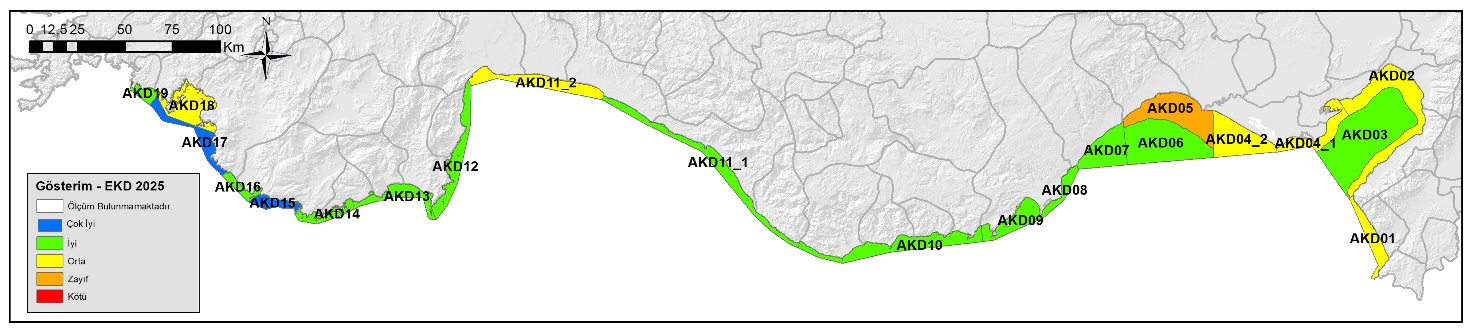 N
0 12,525 50 75 100
Km
AKD19
AKD18
AKD17
AKD16
AKD15
AKD14
AKD13
AKD12
AKD11_2
AKD11_1
AKD10
AKD09
AKD08
AKD07
AKD06
AKD05
AKD04_2
AKD04_1
AKD03
AKD02
AKD01
Gösterim - EKD 2025
Ölçüm Bulunmamaktadır.
Çok İyi
İyi
Orta
Zayıf
Kötü